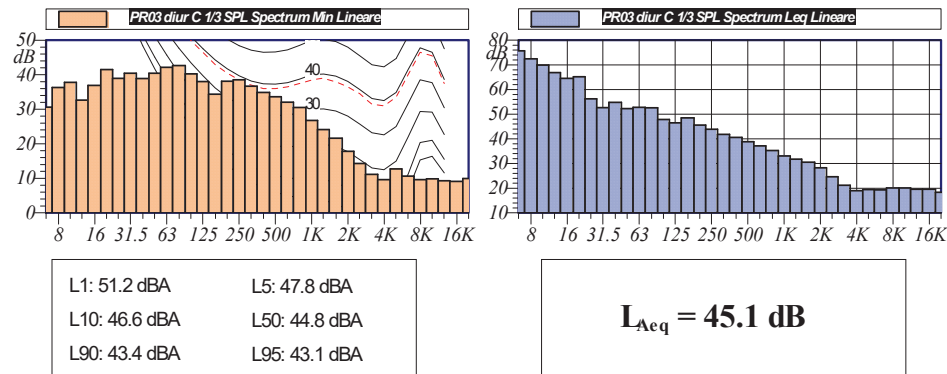 PR03 diur C 1/3 SPL Spectrum Min Lineare
50
dB
40
30
20
10
0
40
30
8 16 31.5 63 125 250 500 1K 2K 4K 8K 16K
PR03 diur C 1/3 SPL Spectrum Leq Lineare
80
dB
70
60
50
40
30
20
10
8 16 31.5 63 125 250 500 1K 2K 4K 8K 16K
L1: 51.2 dBA L5: 47.8 dBA
L10: 46.6 dBA L50: 44.8 dBA
L90: 43.4 dBA L95: 43.1 dBA
LAeq = 45.1 dB